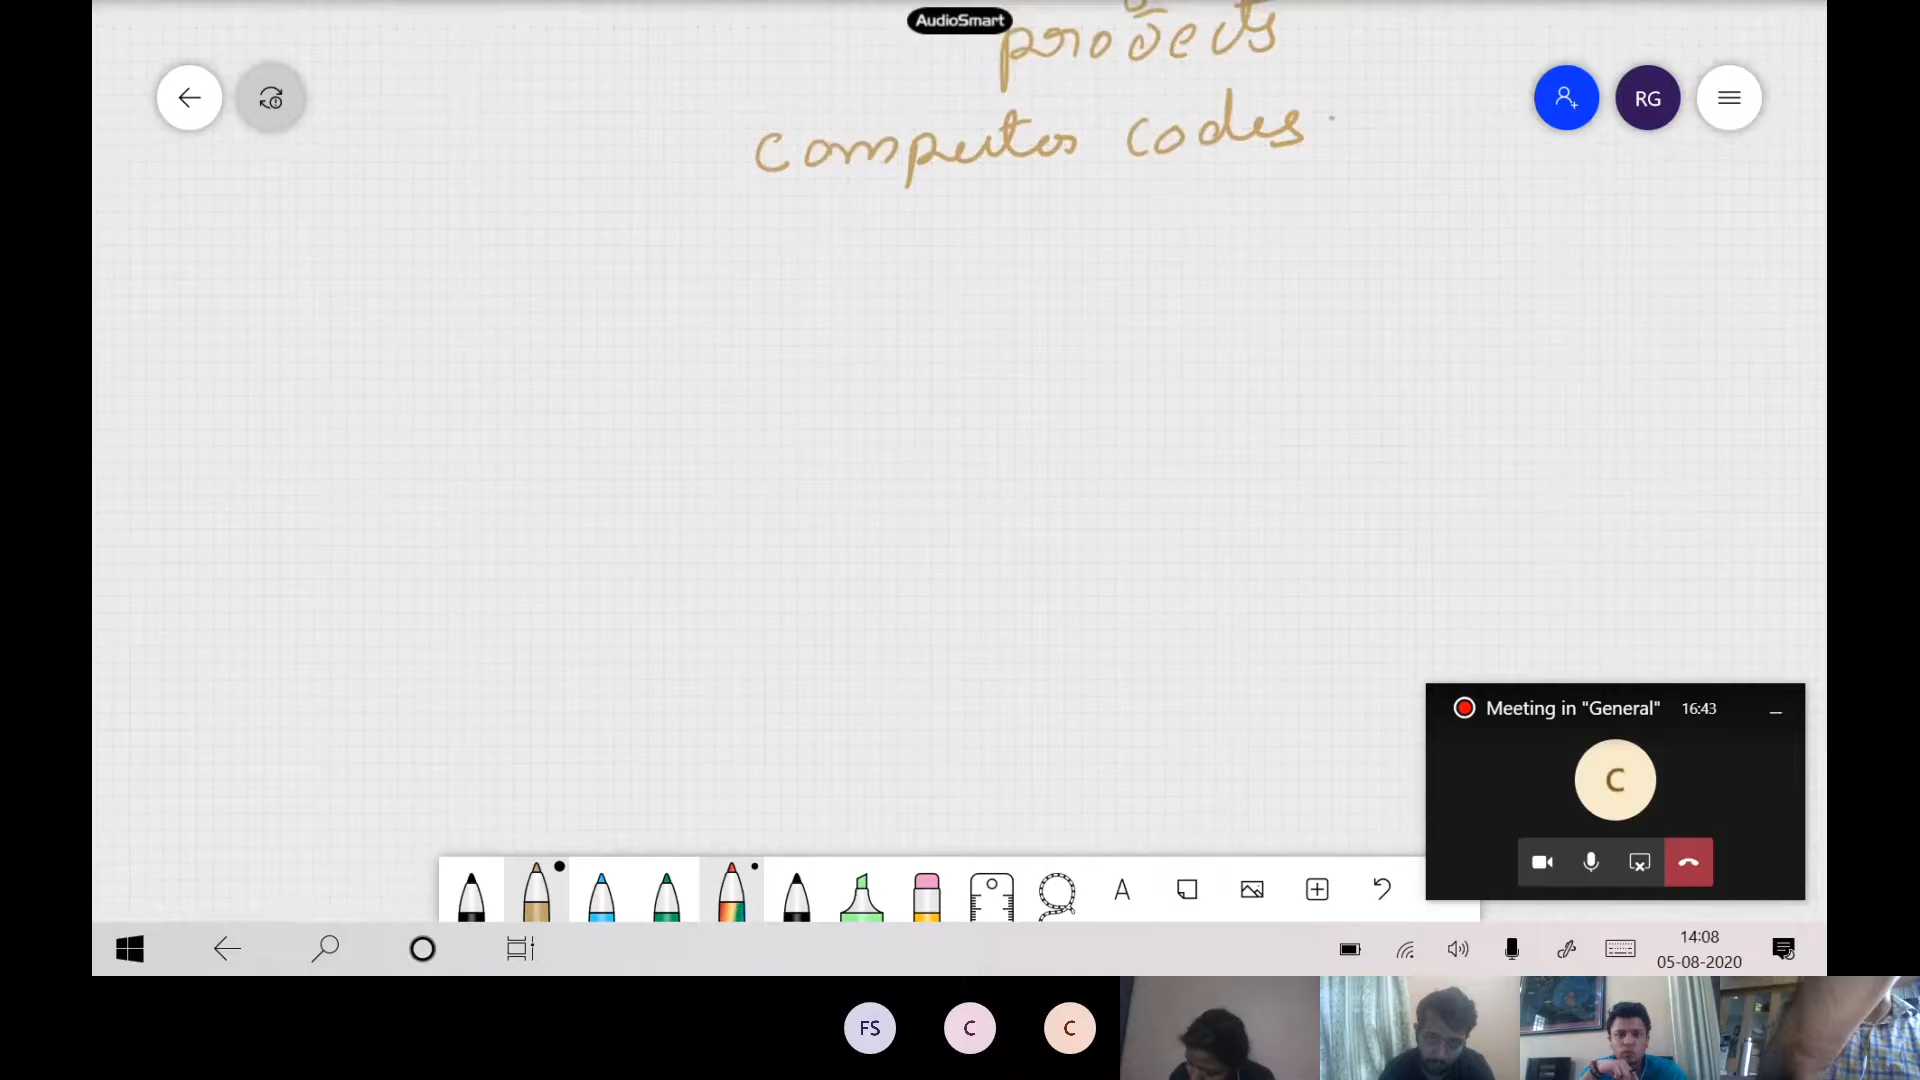 AudioSmart
projects
RG
computer codes
Meeting in "General" 16:43
C
A
14:08
05-08-2020
FS C C